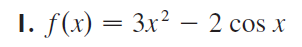 1. f(x) = 3x² − 2 cos x